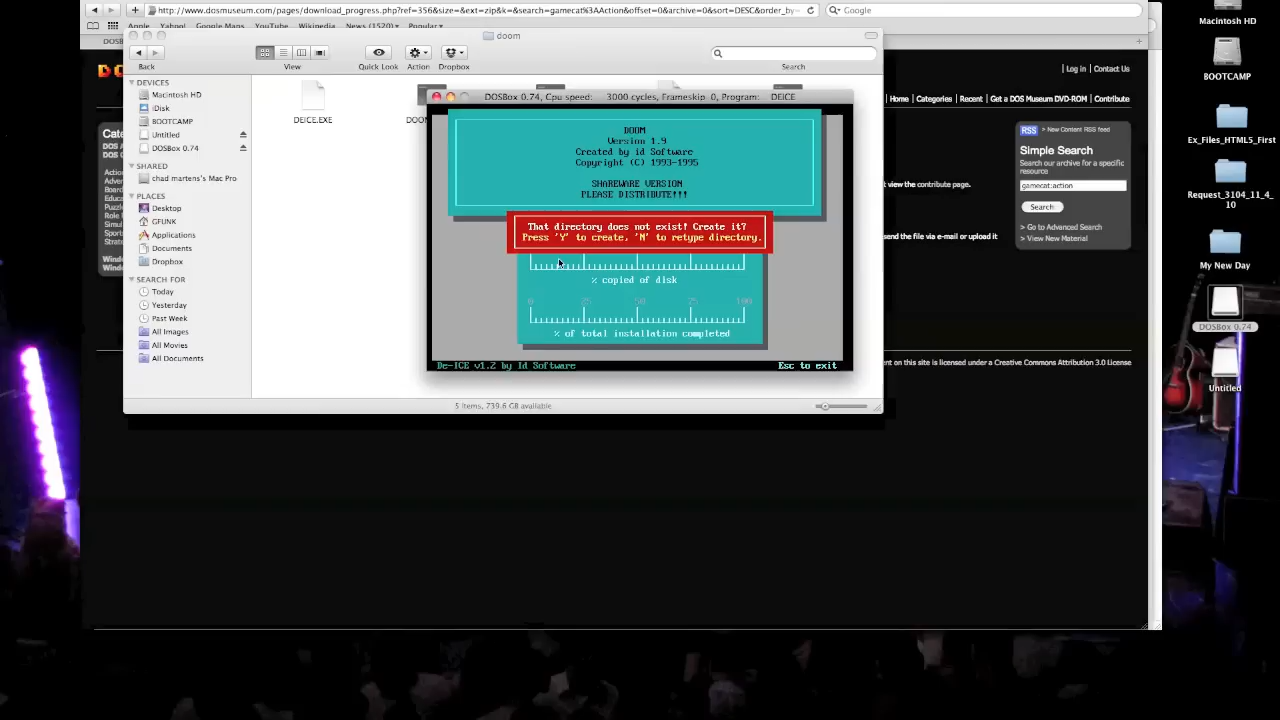 http://www.dosmuseum.com/pages/download_progress.php?ref=356&size=&ext=zip&k=&search=gamecat%3AAction&offset=0&archive=0&sort=DESC&order_by=
Google
Apple Yahoo! Google Maps YouTube Wikipedia News (1520) Popular
doom
Back
View
Quick Look
Action
Dropbox
Search
DEVICES
Macintosh HD
iDisk
BOOTCAMP
Untitled
DOSBox 0.74
SHARED
chad martens's Mac Pro
PLACES
Desktop
GFUNK
Applications
Documents
Dropbox
SEARCH FOR
Today
Yesterday
Past Week
All Images
All Movies
All Documents
DEICE.EXE
5 items, 739.6 GB available
DOSBox 0.74, Cpu speed: 3000 cycles, Frameskip 0, Program: DEICE
DOOM
Version 1.9
Created by id Software
Copyright (C) 1993-1995
SHAREWARE VERSION
PLEASE DISTRIBUTE!!!
That directory does not exist! Create it?
Press 'Y' to create, 'N' to retype directory.
% copied of disk
0 25 50 75 100
% of total installation completed
De-ICE v1.2 by Id Software
Esc to exit
Log in | Contact Us
Home | Categories | Recent | Get a DOS Museum DVD-ROM | Contribute
RSS > New Content RSS feed
Simple Search
Search our archive for a specific
resource
gamecat:action
Search
> Go to Advanced Search
> View New Material
t view the contribute page.
send the file via e-mail or upload it
nt on this site is licensed under a Creative Commons Attribution 3.0 License
Macintosh HD
BOOTCAMP
Ex_Files_HTML5_First
Request_3104_11_4_
10
My New Day
DOSBox 0.74
Untitled